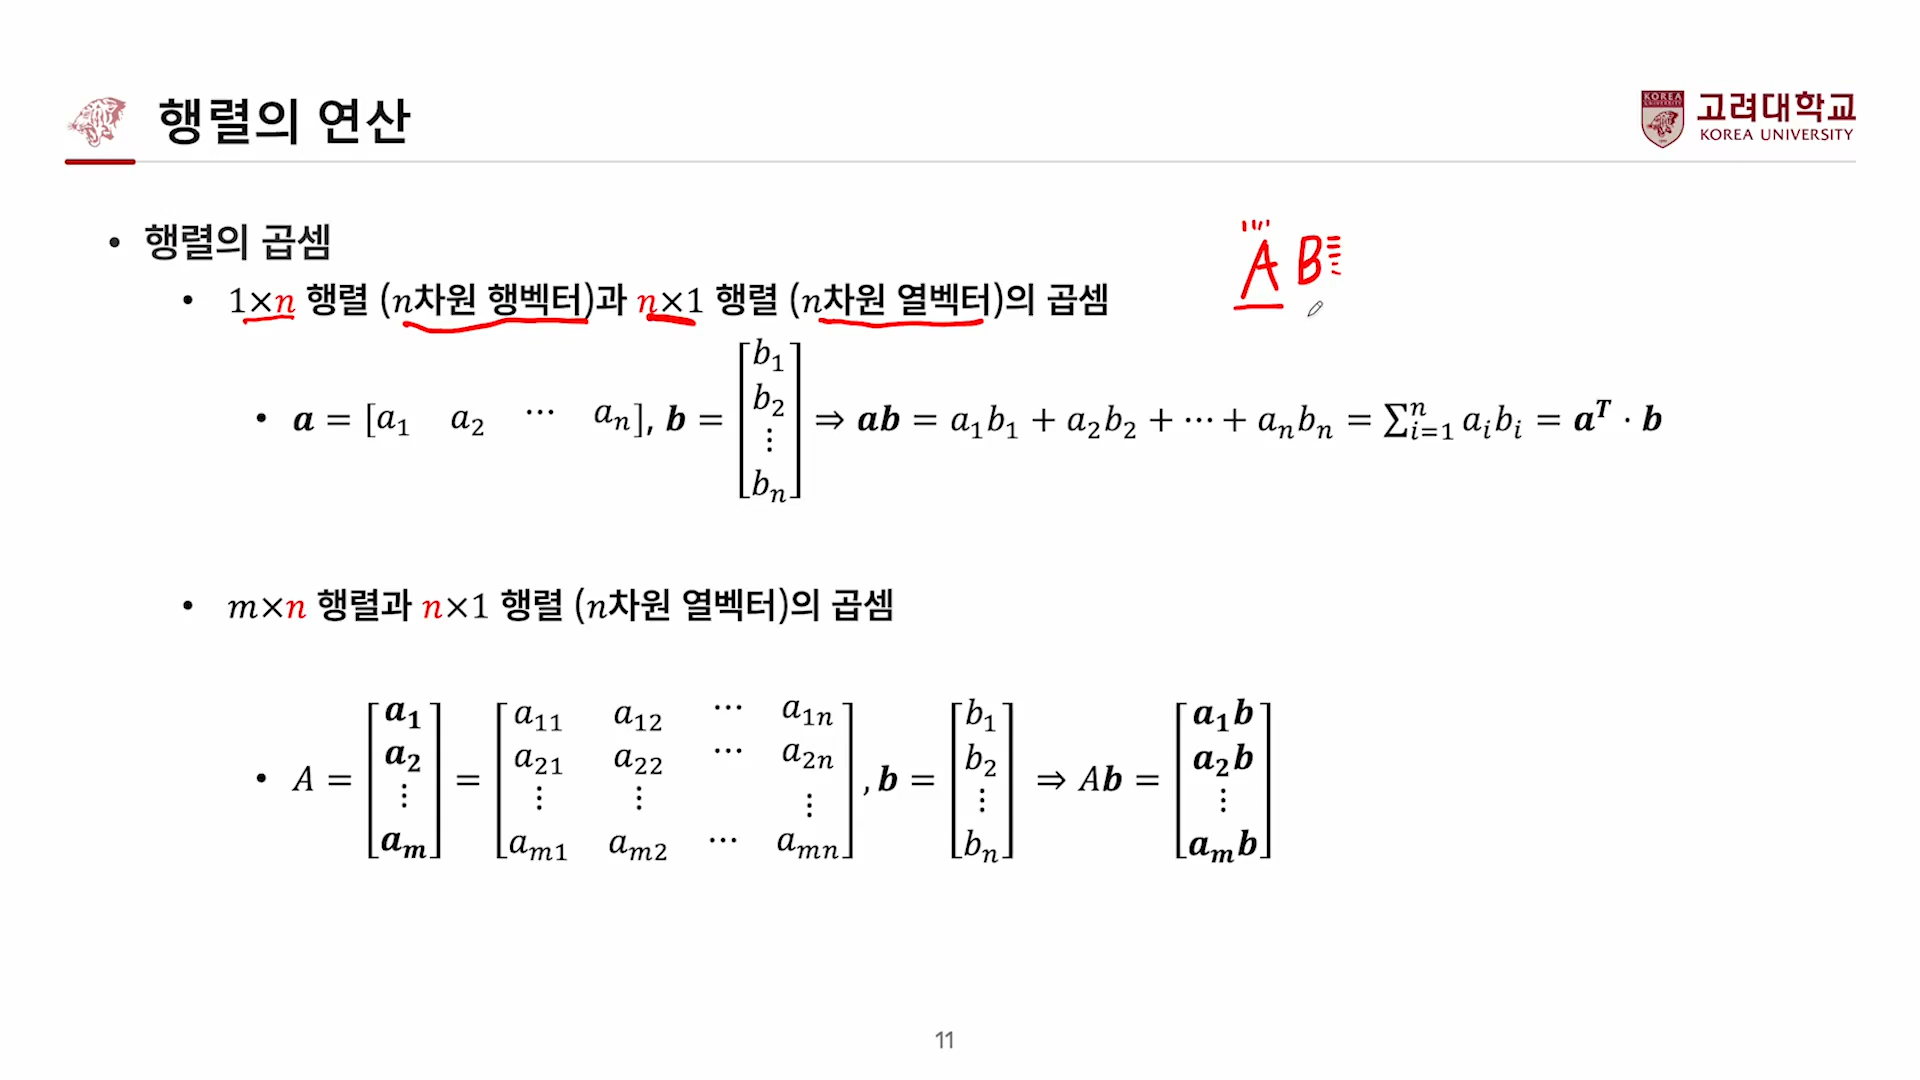 행렬의 연산
KOREA
고려대학교
KOREA UNIVERSITY
• 행렬의 곱셈
A B
• 1×n 행렬 (n차원 행벡터)과 n×1 행렬 (n차원 열벡터)의 곱셈
• a = [a₁ a₂ ⋯ aₙ], b = [b₁ b₂ ⋮ bₙ] ⇒ ab = a₁b₁ + a₂b₂ + ⋯ + aₙbₙ = ∑ⁿᵢ₌₁ aᵢbᵢ = aᵀ · b
• m×n 행렬과 n×1 행렬 (n차원 열벡터)의 곱셈
• A = [a₁ a₂ ⋮ aₘ] = [a₁₁ a₁₂ ⋯ a₁ₙ a₂₁ a₂₂ ⋯ a₂ₙ ⋮ ⋮ ⋮ aₘ₁ aₘ₂ ⋯ aₘₙ], b = [b₁ b₂ ⋮ bₙ] ⇒ Ab = [a₁b a₂b ⋮ aₘb]
11